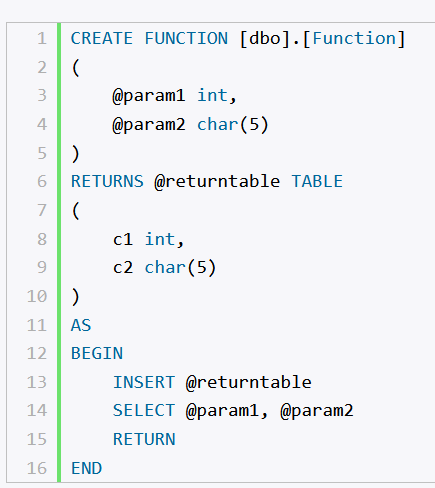 1 CREATE FUNCTION [dbo].[Function]
2 (
3     @param1 int,
4     @param2 char(5)
5 )
6 RETURNS @returntable TABLE
7 (
8     c1 int,
9     c2 char(5)
10 )
11 AS
12 BEGIN
13     INSERT @returntable
14     SELECT @param1, @param2
15     RETURN
16 END